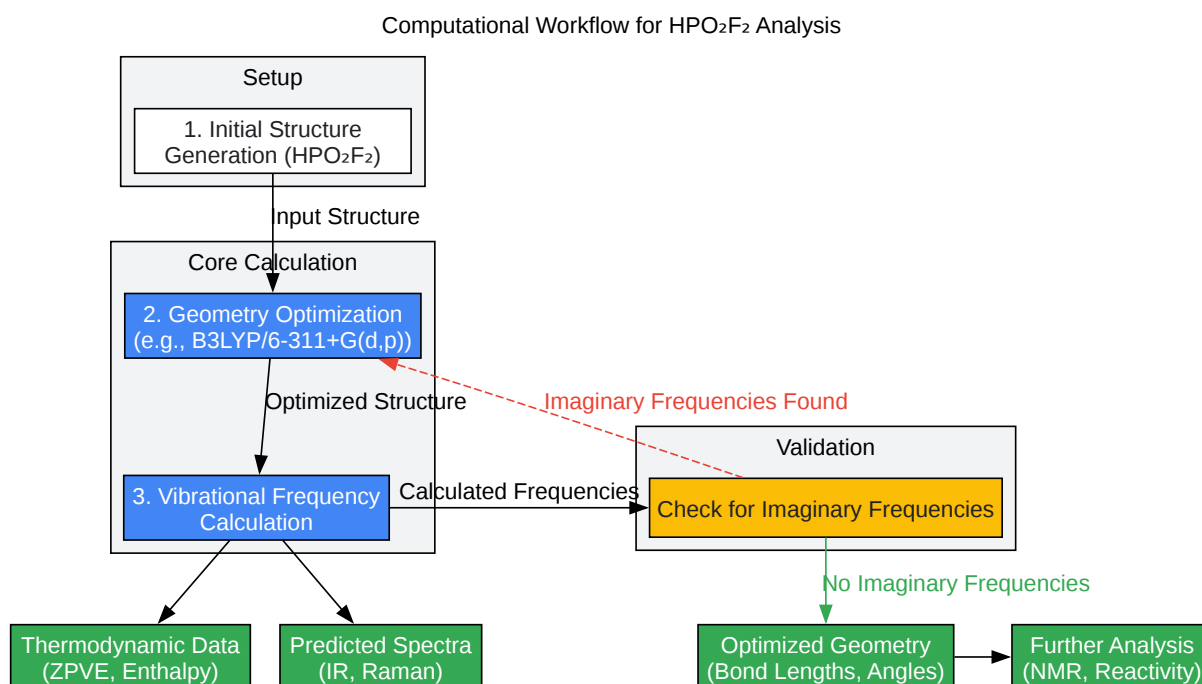 Computational Workflow for HPO₂F₂ Analysis
Setup
1. Initial Structure
Generation (HPO₂F₂)
Input Structure
Core Calculation
2. Geometry Optimization
(e.g., B3LYP/6-311+G(d,p))
Optimized Structure
Imaginary Frequencies Found
Validation
3. Vibrational Frequency
Calculation
Calculated Frequencies
Check for Imaginary Frequencies
No Imaginary Frequencies
Thermodynamic Data
(ZPVE, Enthalpy)
Predicted Spectra
(IR, Raman)
Optimized Geometry
(Bond Lengths, Angles)
Further Analysis
(NMR, Reactivity)